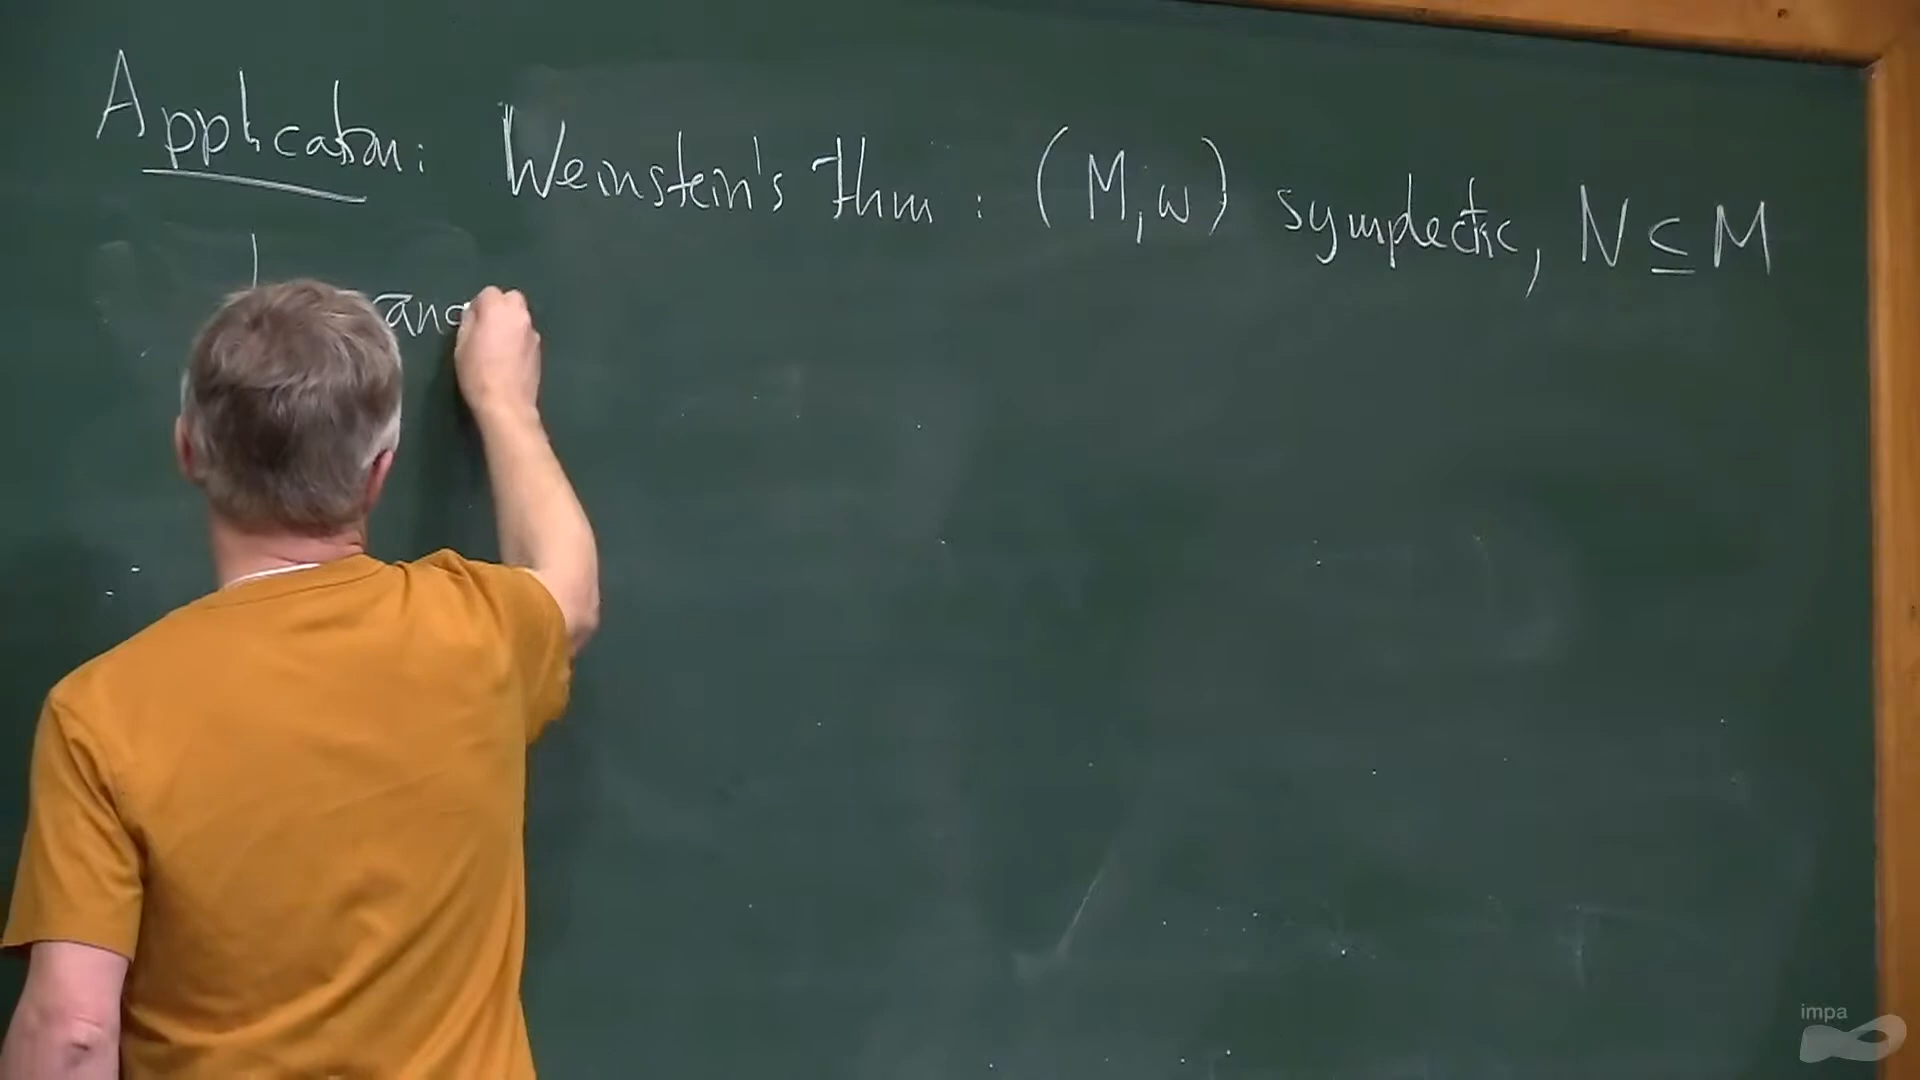 Application: Weinstein's Thm : (M, ω) symplectic, N ⊆ M
impa